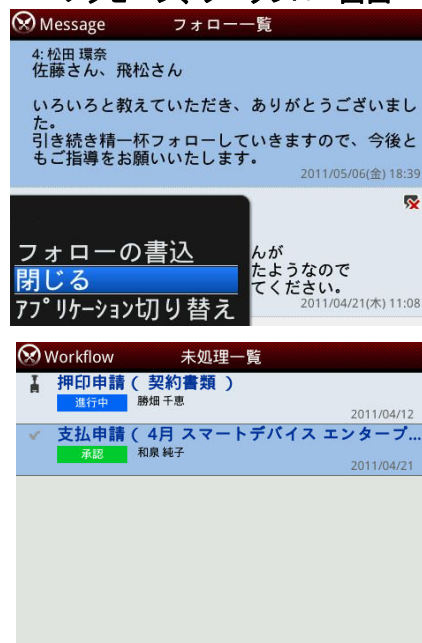 Message フォロー一覧
4: 松田 環奈
佐藤さん、飛松さん
いろいろと教えていただき、ありがとうございまし
た。
引き続き精一杯フォローしていきますので、今後と
もご指導をお願いいたします。
2011/05/06(金) 18:39
フォローの書込
閉じる
ｱﾌﾟﾘｹｰｼｮﾝ切り替え
んが
たようなので
てください。
2011/04/21(木) 11:08
Workflow 未処理一覧
押印申請 ( 契約書類 )
進行中 勝畑 千恵
2011/04/12
支払申請 ( 4月 スマートデバイス エンタープ...
承認 和泉 純子
2011/04/21